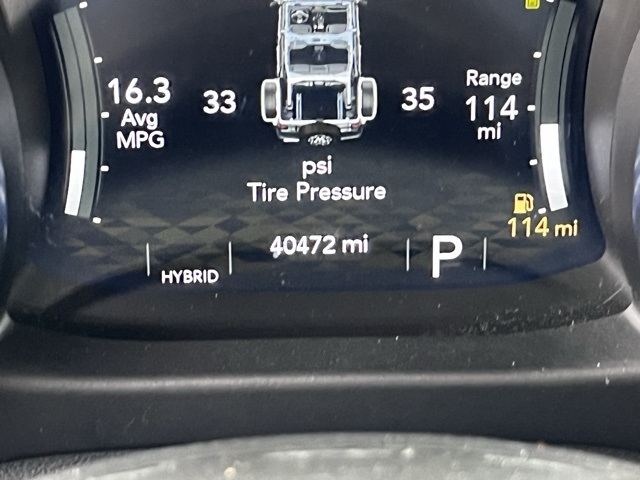 16.3
Avg
MPG
33
35
Range
114
mi
psi
Tire Pressure
114 mi
HYBRID
40472 mi
P